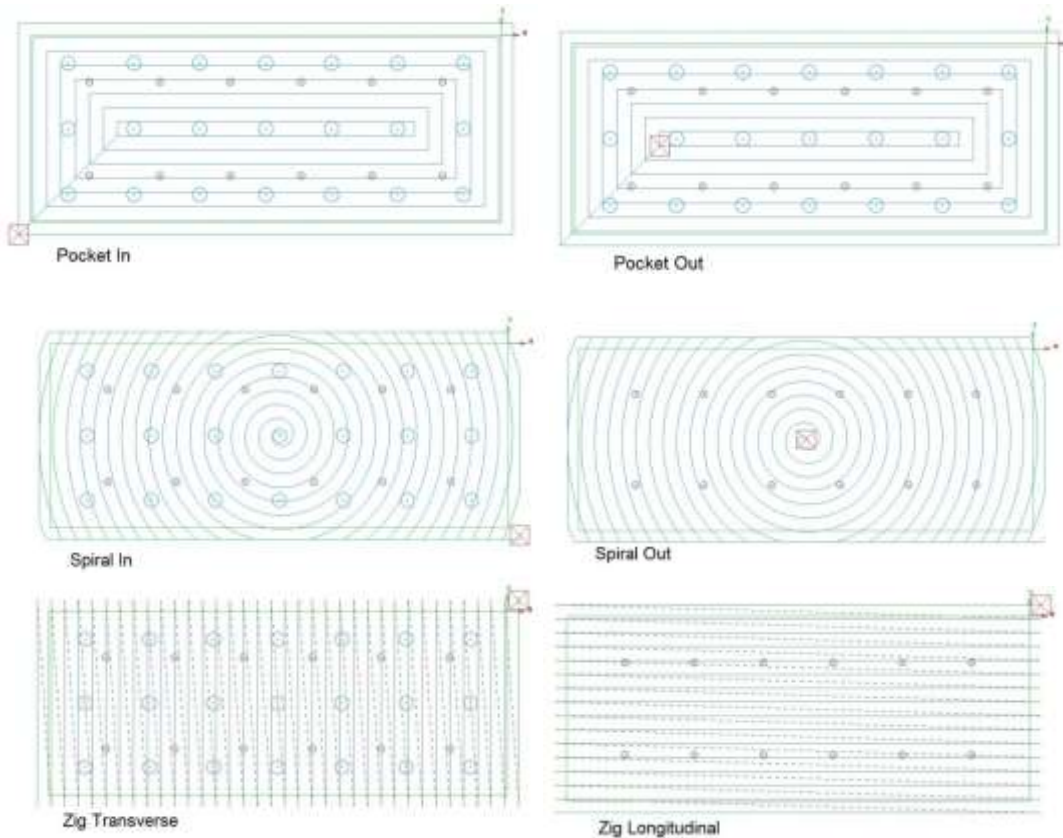 Pocket In
Pocket Out
Spiral In
Spiral Out
Zig Transverse
Zig Longitudinal